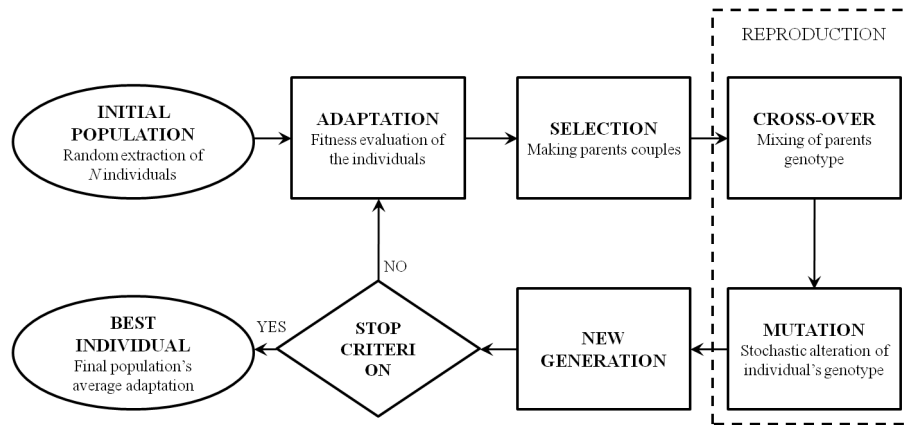 REPRODUCTION
INITIAL
POPULATION
Random extraction of
N individuals
ADAPTATION
Fitness evaluation of
the individuals
SELECTION
Making parents couples
CROSS-OVER
Mixing of parents
genotype
NO
BEST
INDIVIDUAL
Final population's
average adaptation
YES
STOP
CRITERI
ON
NEW
GENERATION
MUTATION
Stochastic alteration of
individual's genotype